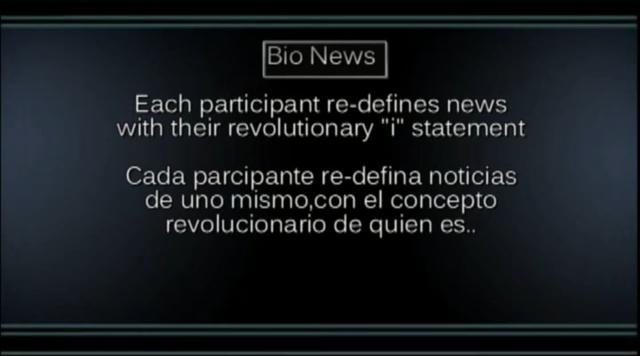 Bio News
Each participant re-defines news
with their revolutionary "i" statement
Cada parcipante re-defina noticias
de uno mismo,con el concepto
revolucionario de quien es..